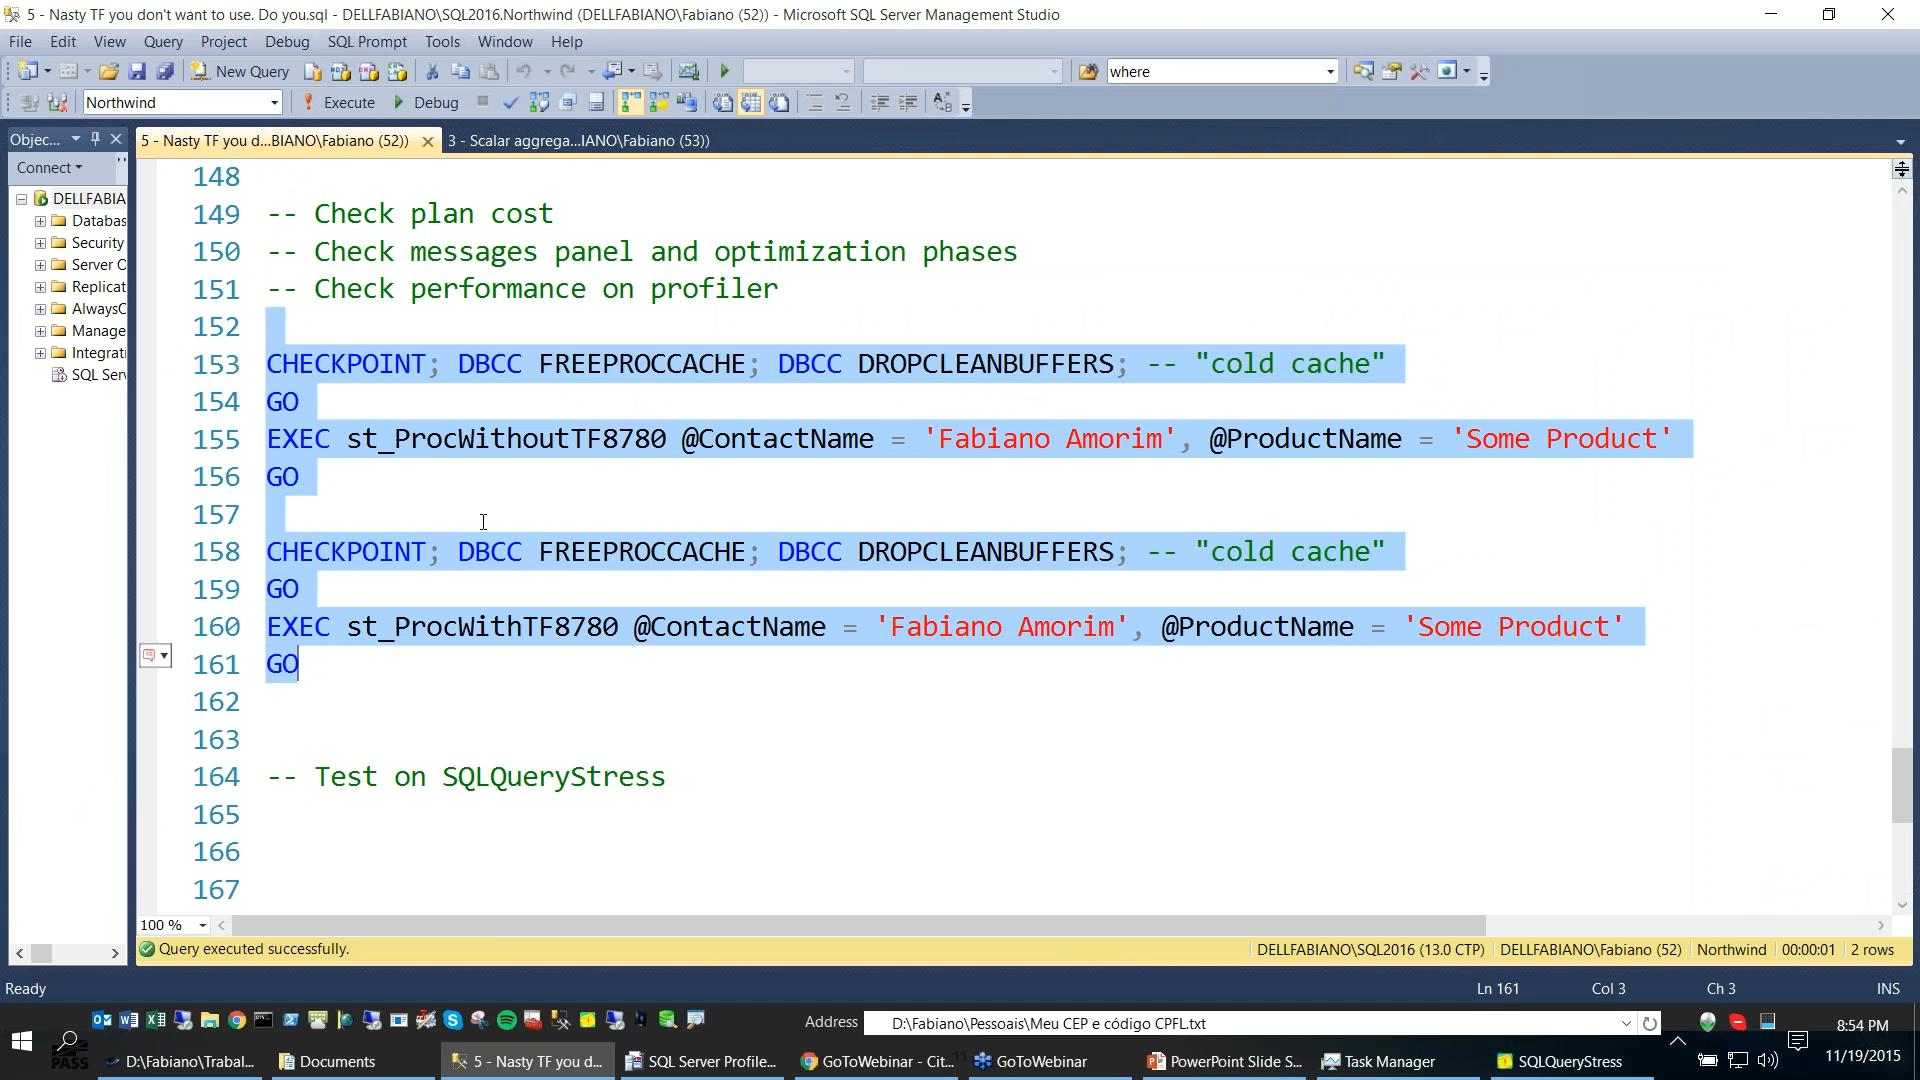 5 - Nasty TF you don't want to use. Do you.sql - DELLFABIANO\SQL2016.Northwind (DELLFABIANO\Fabiano (52)) - Microsoft SQL Server Management Studio
File Edit View Query Project Debug SQL Prompt Tools Window Help
New Query where
Northwind Execute Debug
Objec... 5 - Nasty TF you d...BIANO\Fabiano (52)) 3 - Scalar aggrega...IANO\Fabiano (53))
Connect
DELLFABIA
Databas
Security
Server O
Replicat
AlwaysO
Manage
Integrati
SQL Serv
148
149 -- Check plan cost
150 -- Check messages panel and optimization phases
151 -- Check performance on profiler
152
153 CHECKPOINT; DBCC FREEPROCCACHE; DBCC DROPCLEANBUFFERS; -- "cold cache"
154 GO
155 EXEC st_ProcWithoutTF8780 @ContactName = 'Fabiano Amorim', @ProductName = 'Some Product'
156 GO
157
158 CHECKPOINT; DBCC FREEPROCCACHE; DBCC DROPCLEANBUFFERS; -- "cold cache"
159 GO
160 EXEC st_ProcWithTF8780 @ContactName = 'Fabiano Amorim', @ProductName = 'Some Product'
161 GO
162
163
164 -- Test on SQLQueryStress
165
166
167
100 %
Query executed successfully. DELLFABIANO\SQL2016 (13.0 CTP) DELLFABIANO\Fabiano (52) Northwind 00:00:01 2 rows
Ready Ln 161 Col 3 Ch 3 INS
Address D:\Fabiano\Pessoais\Meu CEP e código CPFL.txt 8:54 PM
PASS D:\Fabiano\Trabal... Documents 5 - Nasty TF you d... SQL Server Profile... GoToWebinar - Cit... GoToWebinar PowerPoint Slide S... Task Manager SQLQueryStress 11/19/2015